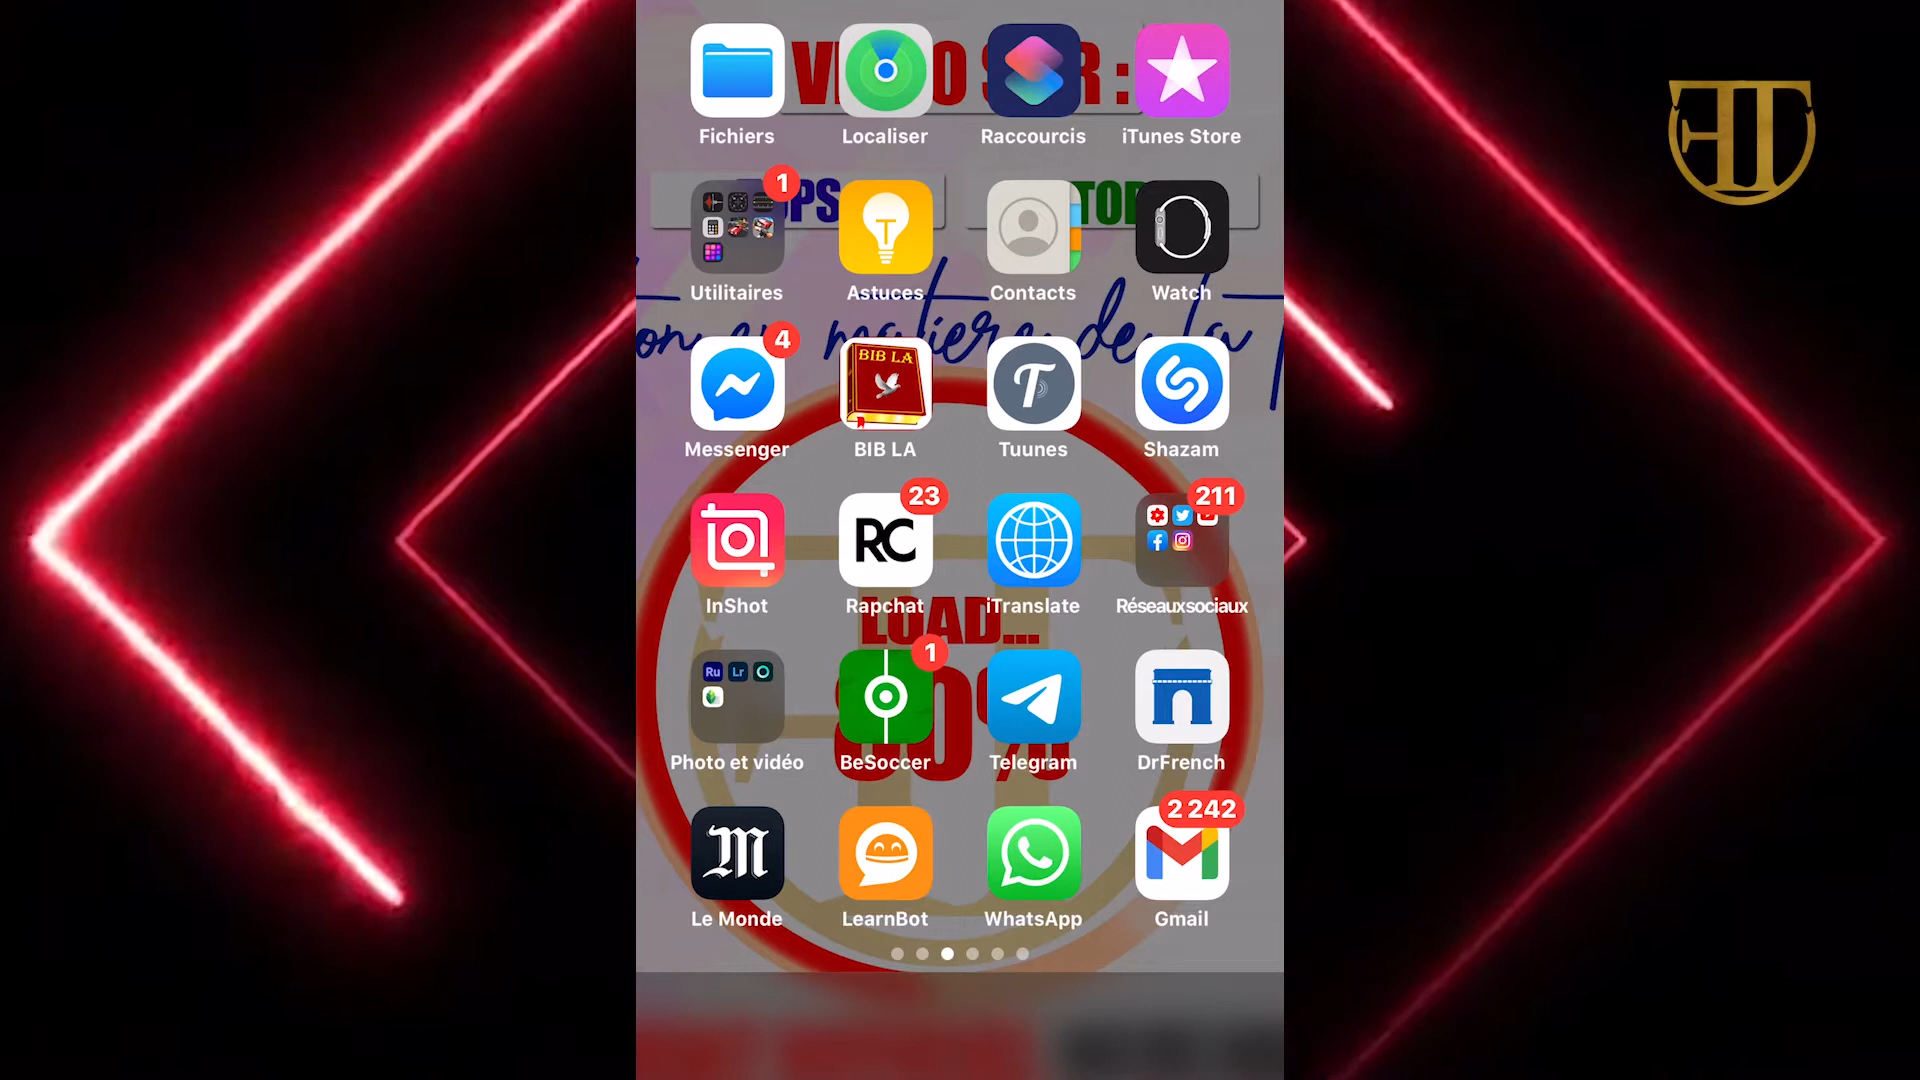 Fichiers
Localiser
Raccourcis
iTunes Store
1
Utilitaires
Astuces
Contacts
Watch
4
BIB LA
Messenger
BIB LA
Tuunes
Shazam
23
211
RC
InShot
Rapchat
iTranslate
Réseaux sociaux
LOAD...
Ru
Lr
1
Photo et vidéo
BeSoccer
Telegram
DrFrench
2 242
Le Monde
LearnBot
WhatsApp
Gmail